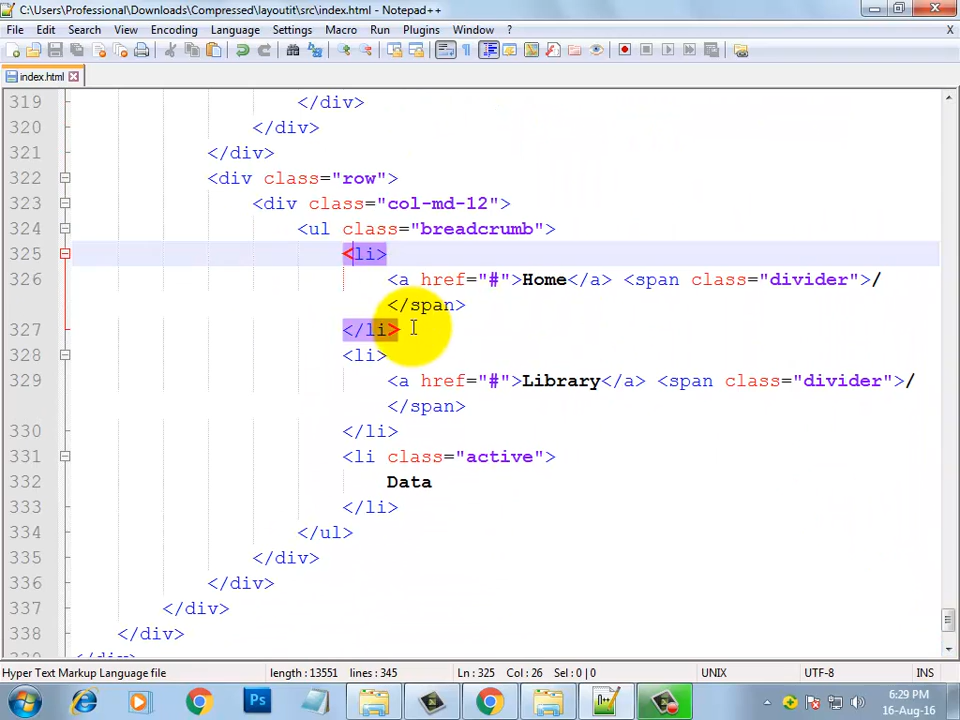 C:\Users\Professional\Downloads\Compressed\layoutit\src\index.html - Notepad++
File Edit Search View Encoding Language Settings Macro Run Plugins Window ? X
index.html
319 </div>
320 </div>
321 </div>
322 <div class="row">
323 <div class="col-md-12">
324 <ul class="breadcrumb">
325 <li>
326 <a href="#">Home</a> <span class="divider">/
</span>
327 </li>
328 <li>
329 <a href="#">Library</a> <span class="divider">/
</span>
330 </li>
331 <li class="active">
332 Data
333 </li>
334 </ul>
335 </div>
336 </div>
337 </div>
338 </div>
</div>
Hyper Text Markup Language file length : 13551 lines : 345 Ln : 325 Col : 26 Sel : 0 | 0 UNIX UTF-8 INS
Ps
6:29 PM
16-Aug-16